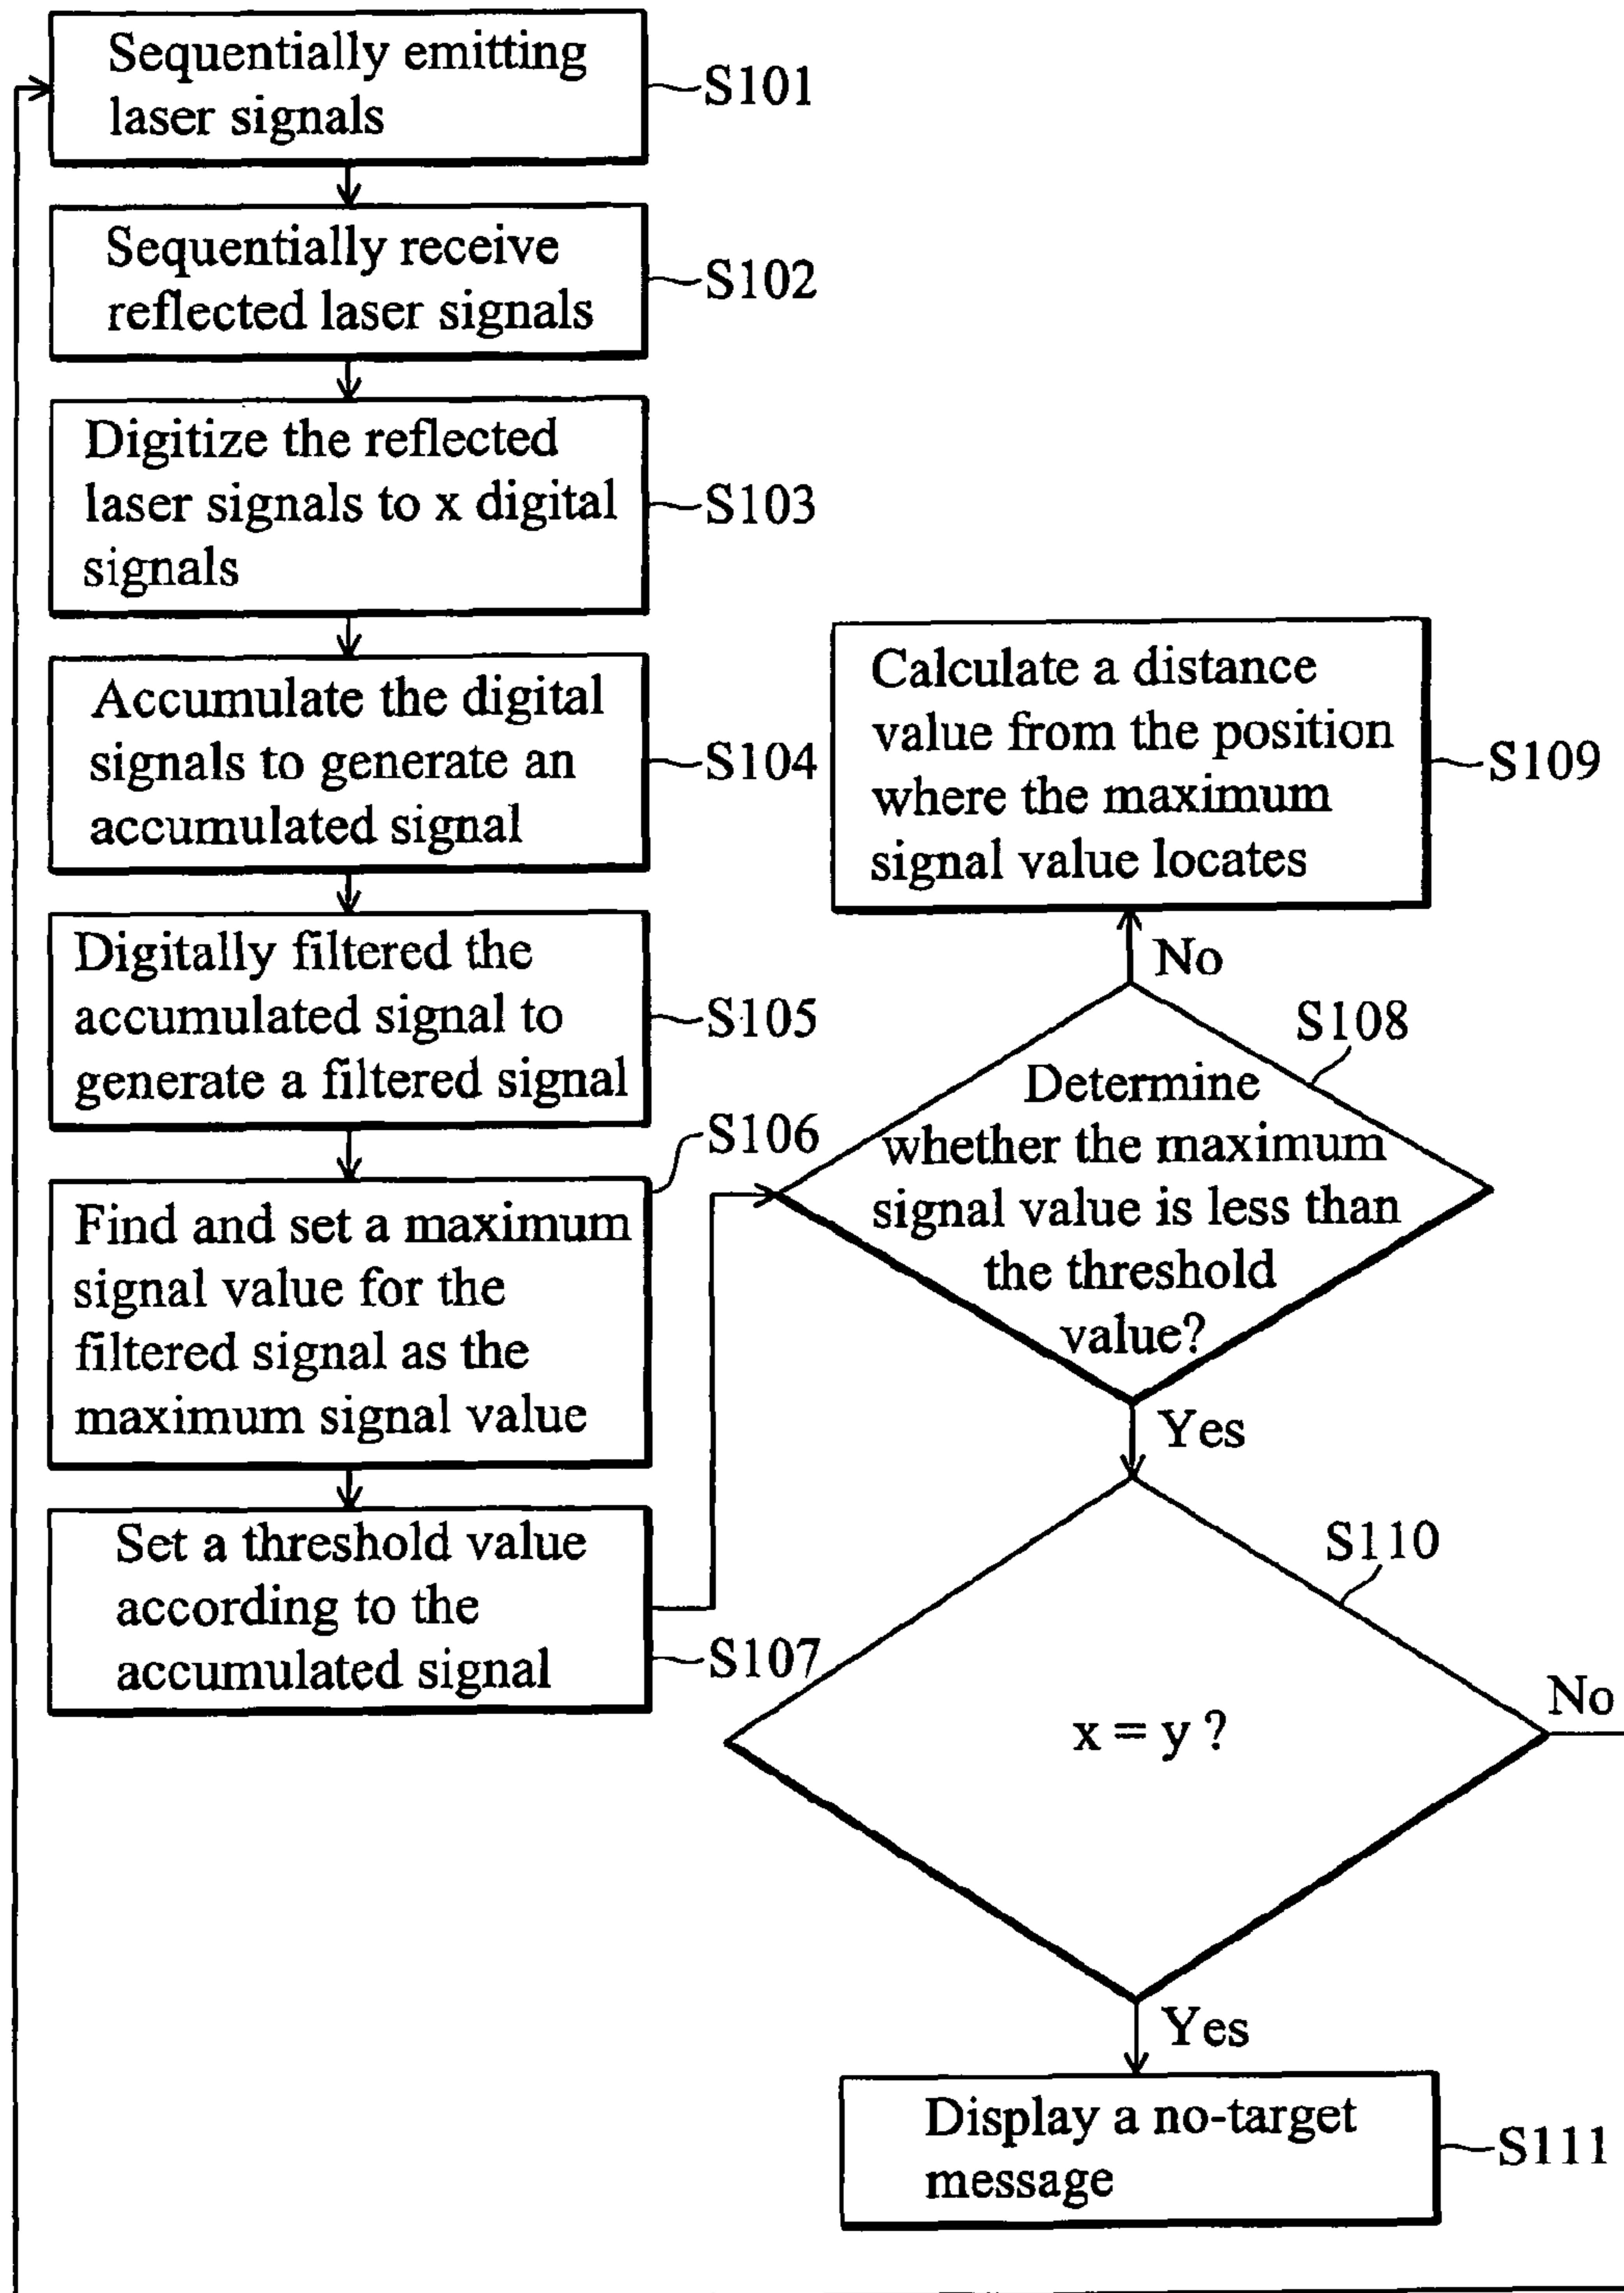 Sequentially emitting
laser signals
S101
Sequentially receive
reflected laser signals
S102
Digitize the reflected
laser signals to x digital
signals
S103
Accumulate the digital
signals to generate an
accumulated signal
S104
Digitally filtered the
accumulated signal to
generate a filtered signal
S105
Find and set a maximum
signal value for the
filtered signal as the
maximum signal value
S106
Set a threshold value
according to the
accumulated signal
S107
Calculate a distance
value from the position
where the maximum
signal value locates
S109
No
S108
Determine
whether the maximum
signal value is less than
the threshold
value?
Yes
S110
x = y ?
No
Yes
Display a no-target
message
S111